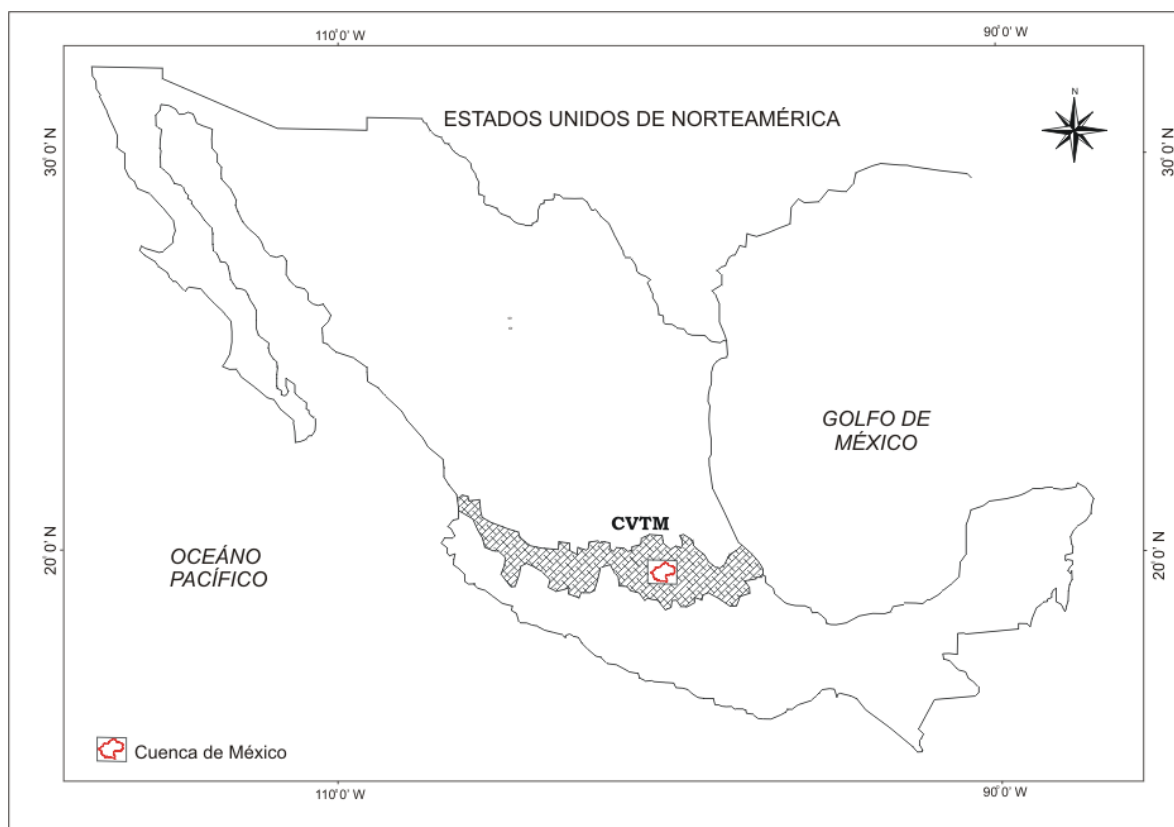 110°0' W
90°0' W
N
ESTADOS UNIDOS DE NORTEAMÉRICA
30°0' N
30°0' N
GOLFO DE
MÉXICO
CVTM
OCEÁNO
PACÍFICO
20°0' N
20°0' N
Cuenca de México
110°0' W
90°0' W